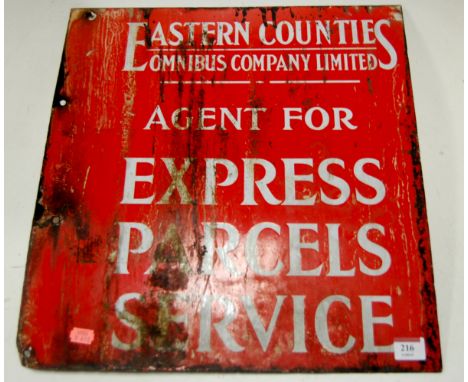 EASTERN COUNTIES
OMNIBUS COMPANY LIMITED
AGENT FOR
EXPRESS
PARCELS
SERVICE
216